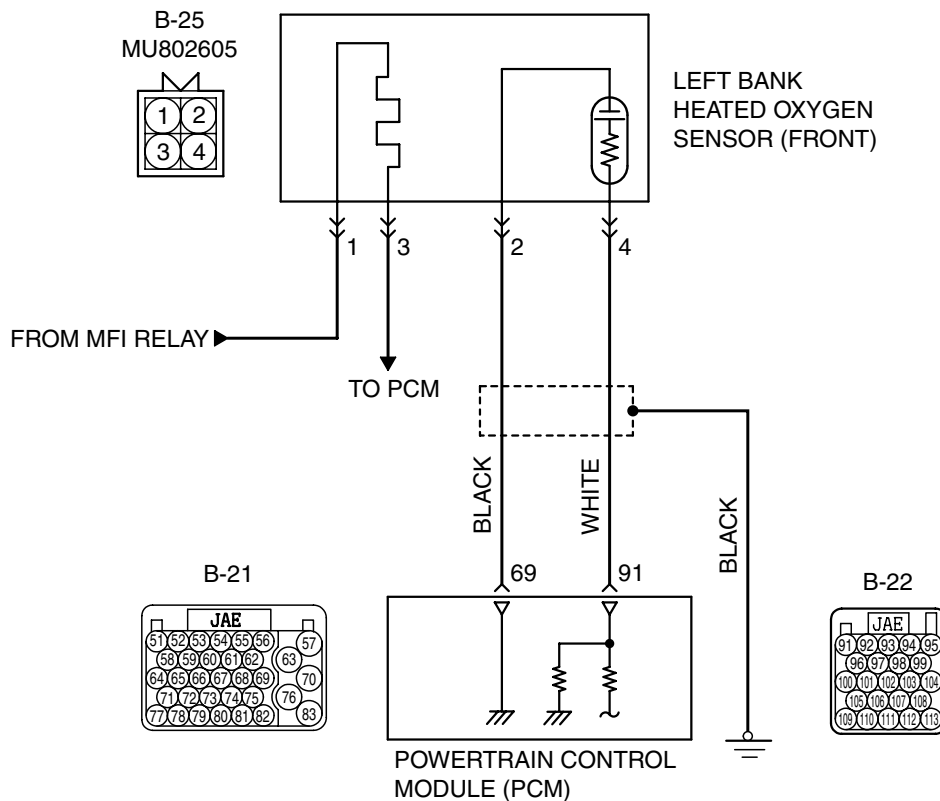 B-25
MU802605
1 2
3 4
LEFT BANK
HEATED OXYGEN
SENSOR (FRONT)
1 3 2 4
FROM MFI RELAY
TO PCM
BLACK
WHITE
BLACK
69 91
B-21
JAE
51 52 53 54 55 56 57
58 59 60 61 62 63
64 65 66 67 68 69 70
71 72 73 74 75 76
77 78 79 80 81 82 83
B-22
JAE
91 92 93 94 95
96 97 98 99
100 101 102 103 104
105 106 107 108
109 110 111 112 113
POWERTRAIN CONTROL
MODULE (PCM)